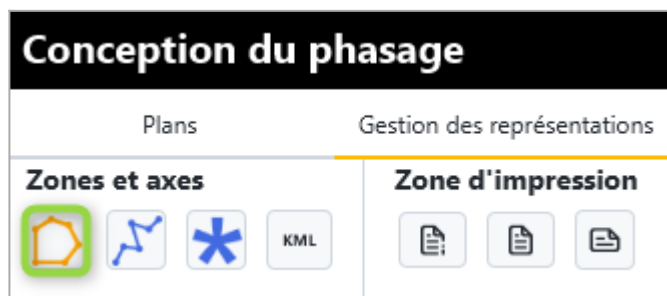 Conception du phasage
Plans
Gestion des représentations
Zones et axes
Zone d'impression
KML